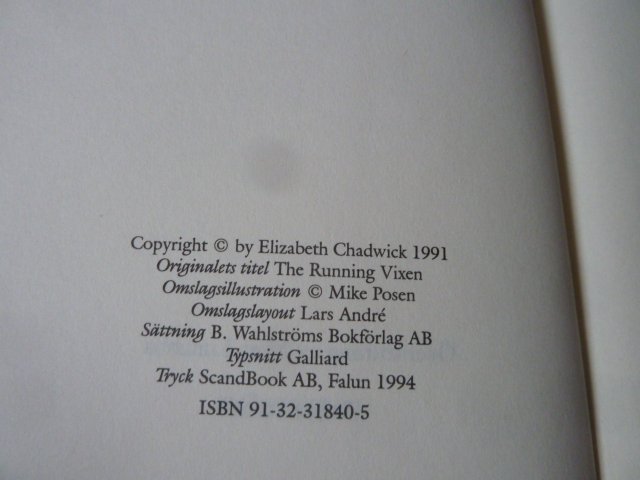 Copyright © by Elizabeth Chadwick 1991
Originalets titel The Running Vixen
Omslagsillustration © Mike Posen
Omslagslayout Lars André
Sättning B. Wahlströms Bokförlag AB
Typsnitt Galliard
Tryck ScandBook AB, Falun 1994
ISBN 91-32-31840-5